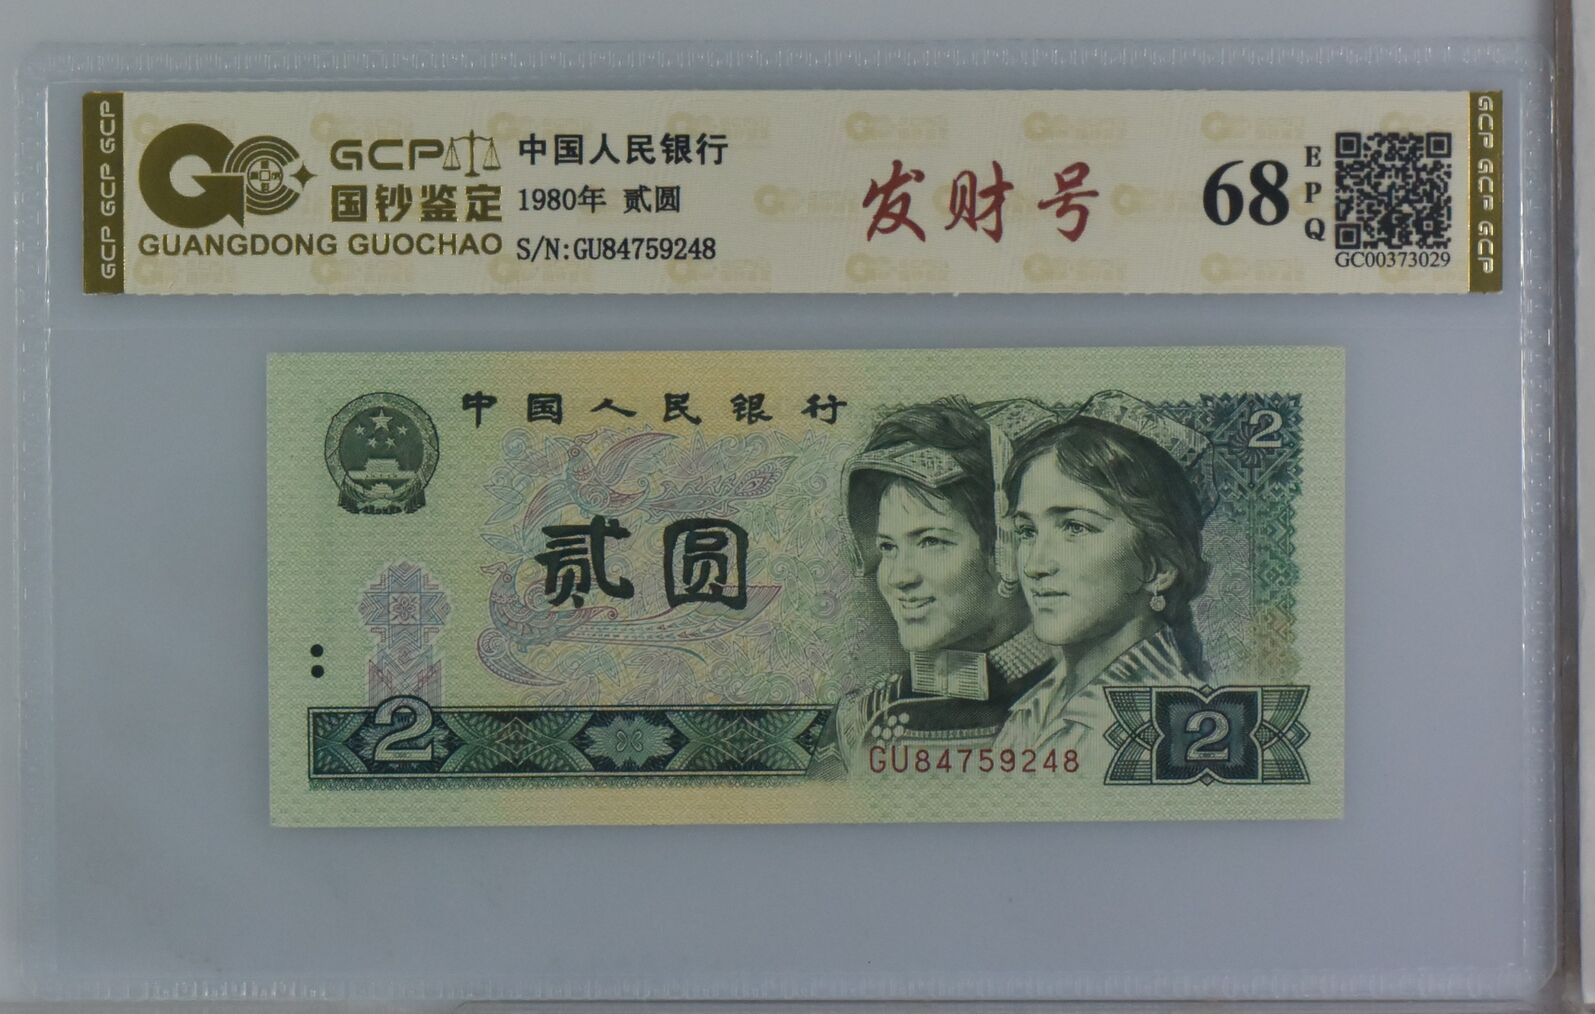 GCP GCP GCP
GCP
国钞鉴定
GUANGDONG GUOCHAO
中国人民银行
1980年 贰圆
S/N:GU84759248
发财号
68
EPQ
GC00373029
GCP GCP GCP
中国人民银行
2
贰圆
2
GU84759248
2